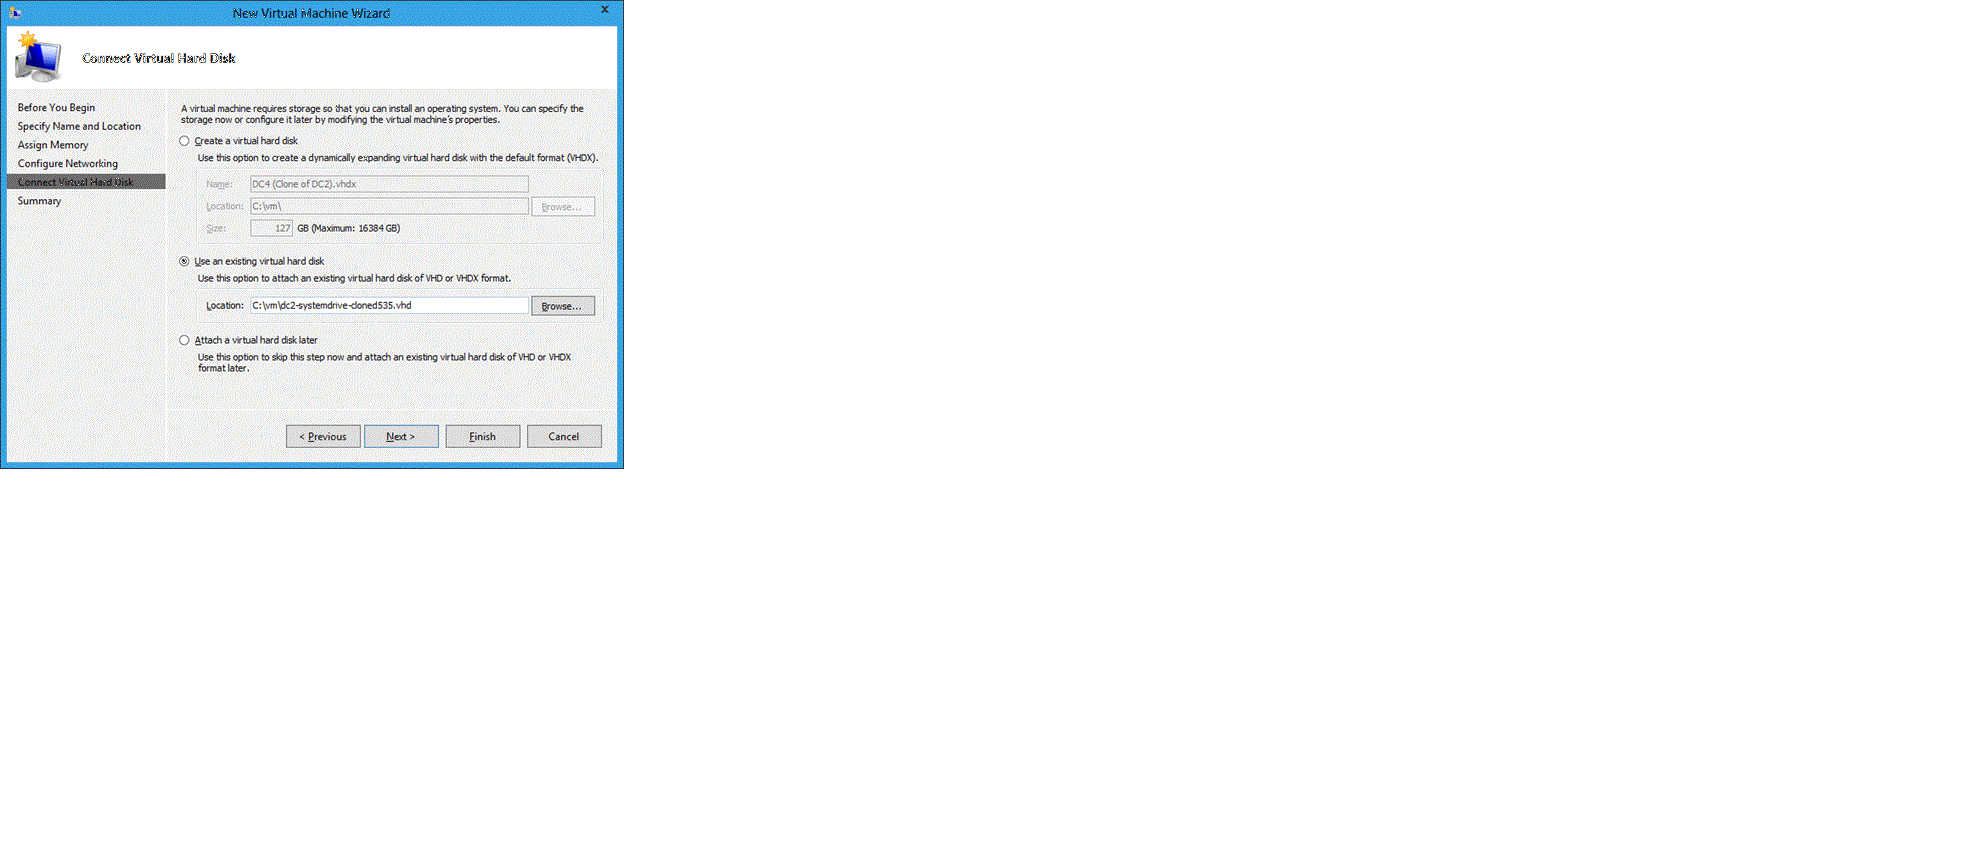 New Virtual Machine Wizard
x
Connect Virtual Hard Disk
Before You Begin
Specify Name and Location
Assign Memory
Configure Networking
Connect Virtual Hard Disk
Summary
A virtual machine requires storage so that you can install an operating system. You can specify the
storage now or configure it later by modifying the virtual machine's properties.
Create a virtual hard disk
Use this option to create a dynamically expanding virtual hard disk with the default format (VHDX).
Name: DC4 (Clone of DC2).vhdx
Location: C:\vm\ Browse...
Size: 127 GB (Maximum: 16384 GB)
Use an existing virtual hard disk
Use this option to attach an existing virtual hard disk of VHD or VHDX format.
Location: C:\vm\dc2-systemdrive-cloned535.vhd Browse...
Attach a virtual hard disk later
Use this option to skip this step now and attach an existing virtual hard disk of VHD or VHDX
format later.
< Previous Next > Finish Cancel